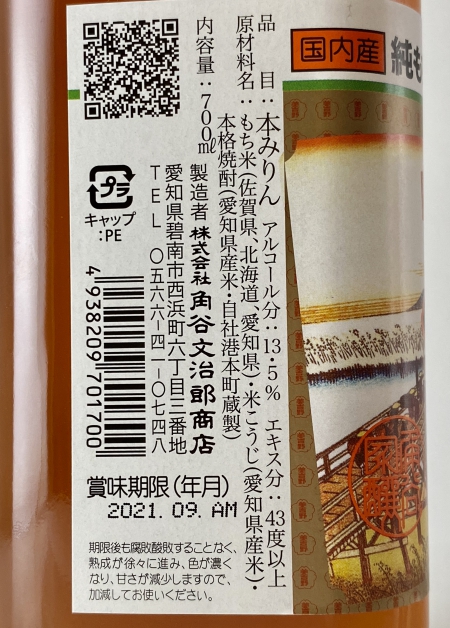 国内産
純も
品目：本みりん アルコール分：13・5% エキス分：43度以上
原材料名：もち米(佐賀県、北海道、愛知県)・米こうじ(愛知県産米)・
本格焼酎(愛知県産米・自社港本町蔵製)
内容量：700㎖
製造者 株式会社 角谷文治郎商店
愛知県碧南市西浜町六丁目三番地
TEL 〇五六六ー四一ー〇七四八
プラ
キャップ
：PE
4 938209 701700
賞味期限(年月)
2021. 09. AM
期限後も腐敗酸敗することなく、
熟成が徐々に進み、色が濃く
なり、甘さが減少しますので、
加減してお使いください。